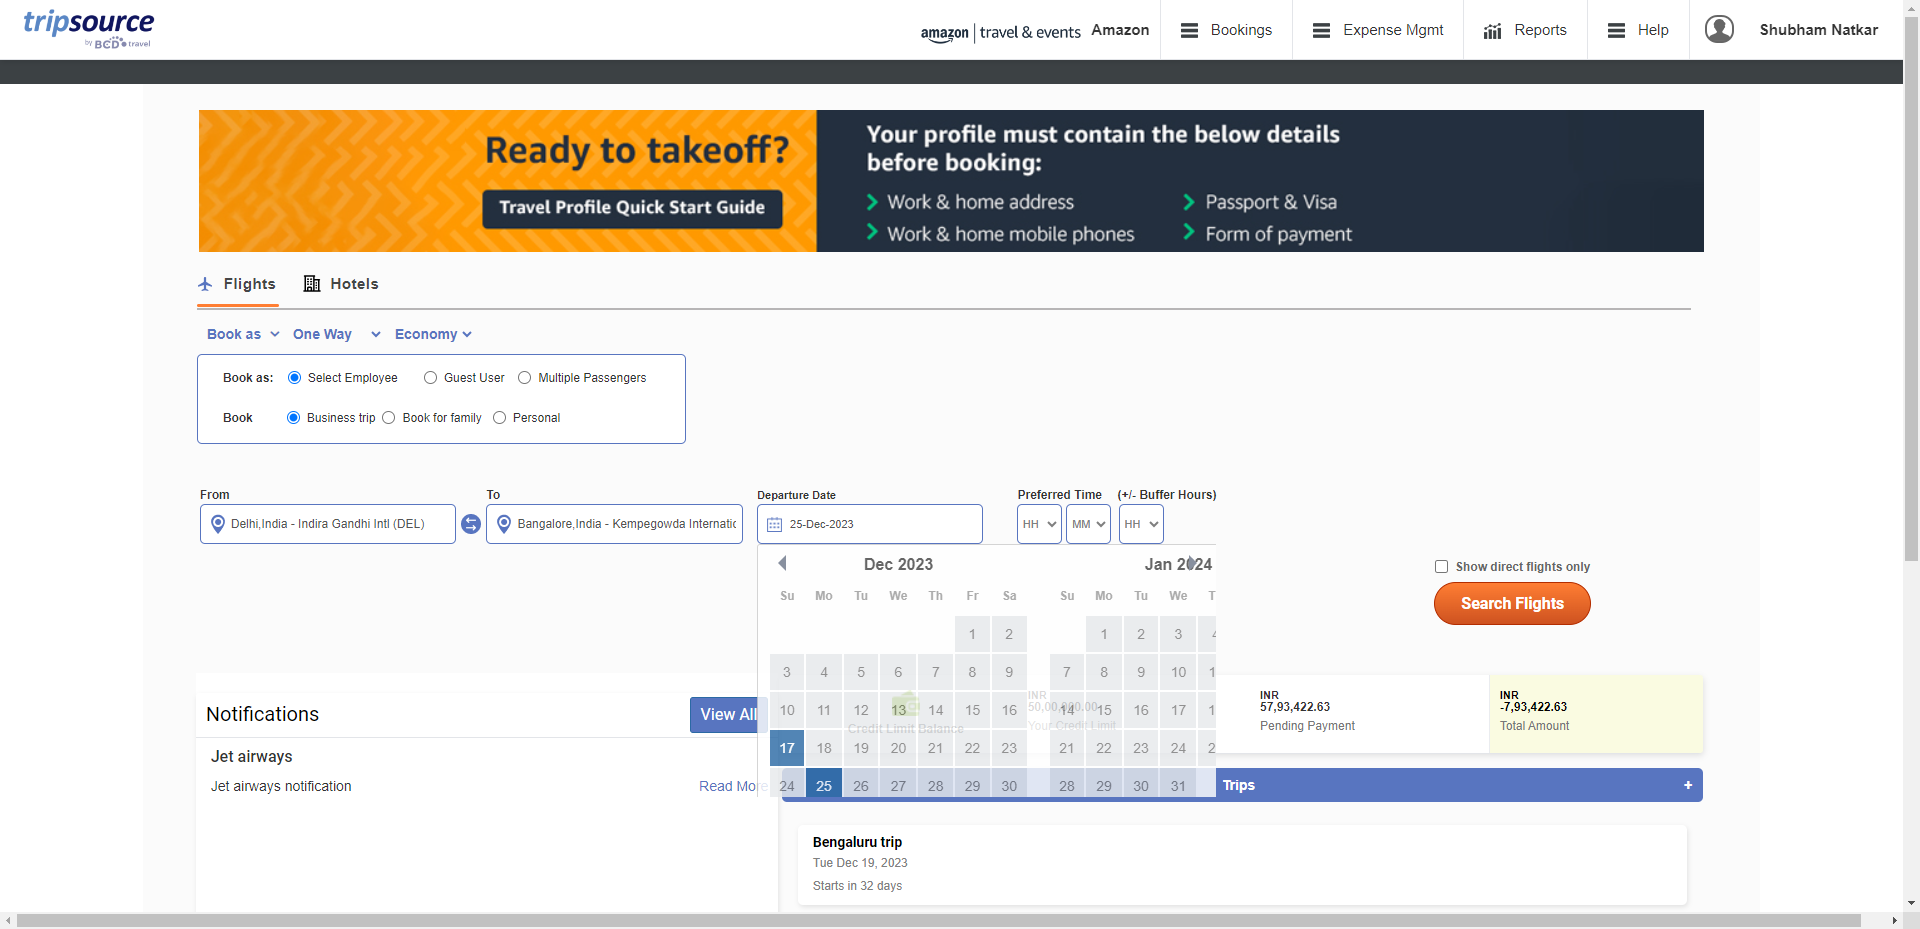 tripsource
by BCD travel
amazon | travel & events Amazon
Bookings
Expense Mgmt
Reports
Help
Shubham Natkar
Ready to takeoff?
Travel Profile Quick Start Guide
Your profile must contain the below details
before booking:
Work & home address
Passport & Visa
Work & home mobile phones
Form of payment
Flights
Hotels
Book as
One Way
Economy
Book as: Select Employee Guest User Multiple Passengers
Book Business trip Book for family Personal
From
To
Departure Date
Preferred Time
(+/- Buffer Hours)
Delhi,India - Indira Gandhi Intl (DEL)
Bangalore,India - Kempegowda Internatic
25-Dec-2023
HH
MM
HH
Dec 2023
Jan 2024
Su Mo Tu We Th Fr Sa
Su Mo Tu We T
1 2
1 2 3 4
3 4 5 6 7 8 9
7 8 9 10 1
10 11 12 13 14 15 16
14 15 16 17 1
17 18 19 20 21 22 23
21 22 23 24 2
24 25 26 27 28 29 30
28 29 30 31
Credit Limit Balance
INR
50,00,000.00
Your Credit Limit
Show direct flights only
Search Flights
Notifications
View All
Jet airways
Jet airways notification
Read More
INR
57,93,422.63
Pending Payment
INR
-7,93,422.63
Total Amount
Trips
+
Bengaluru trip
Tue Dec 19, 2023
Starts in 32 days